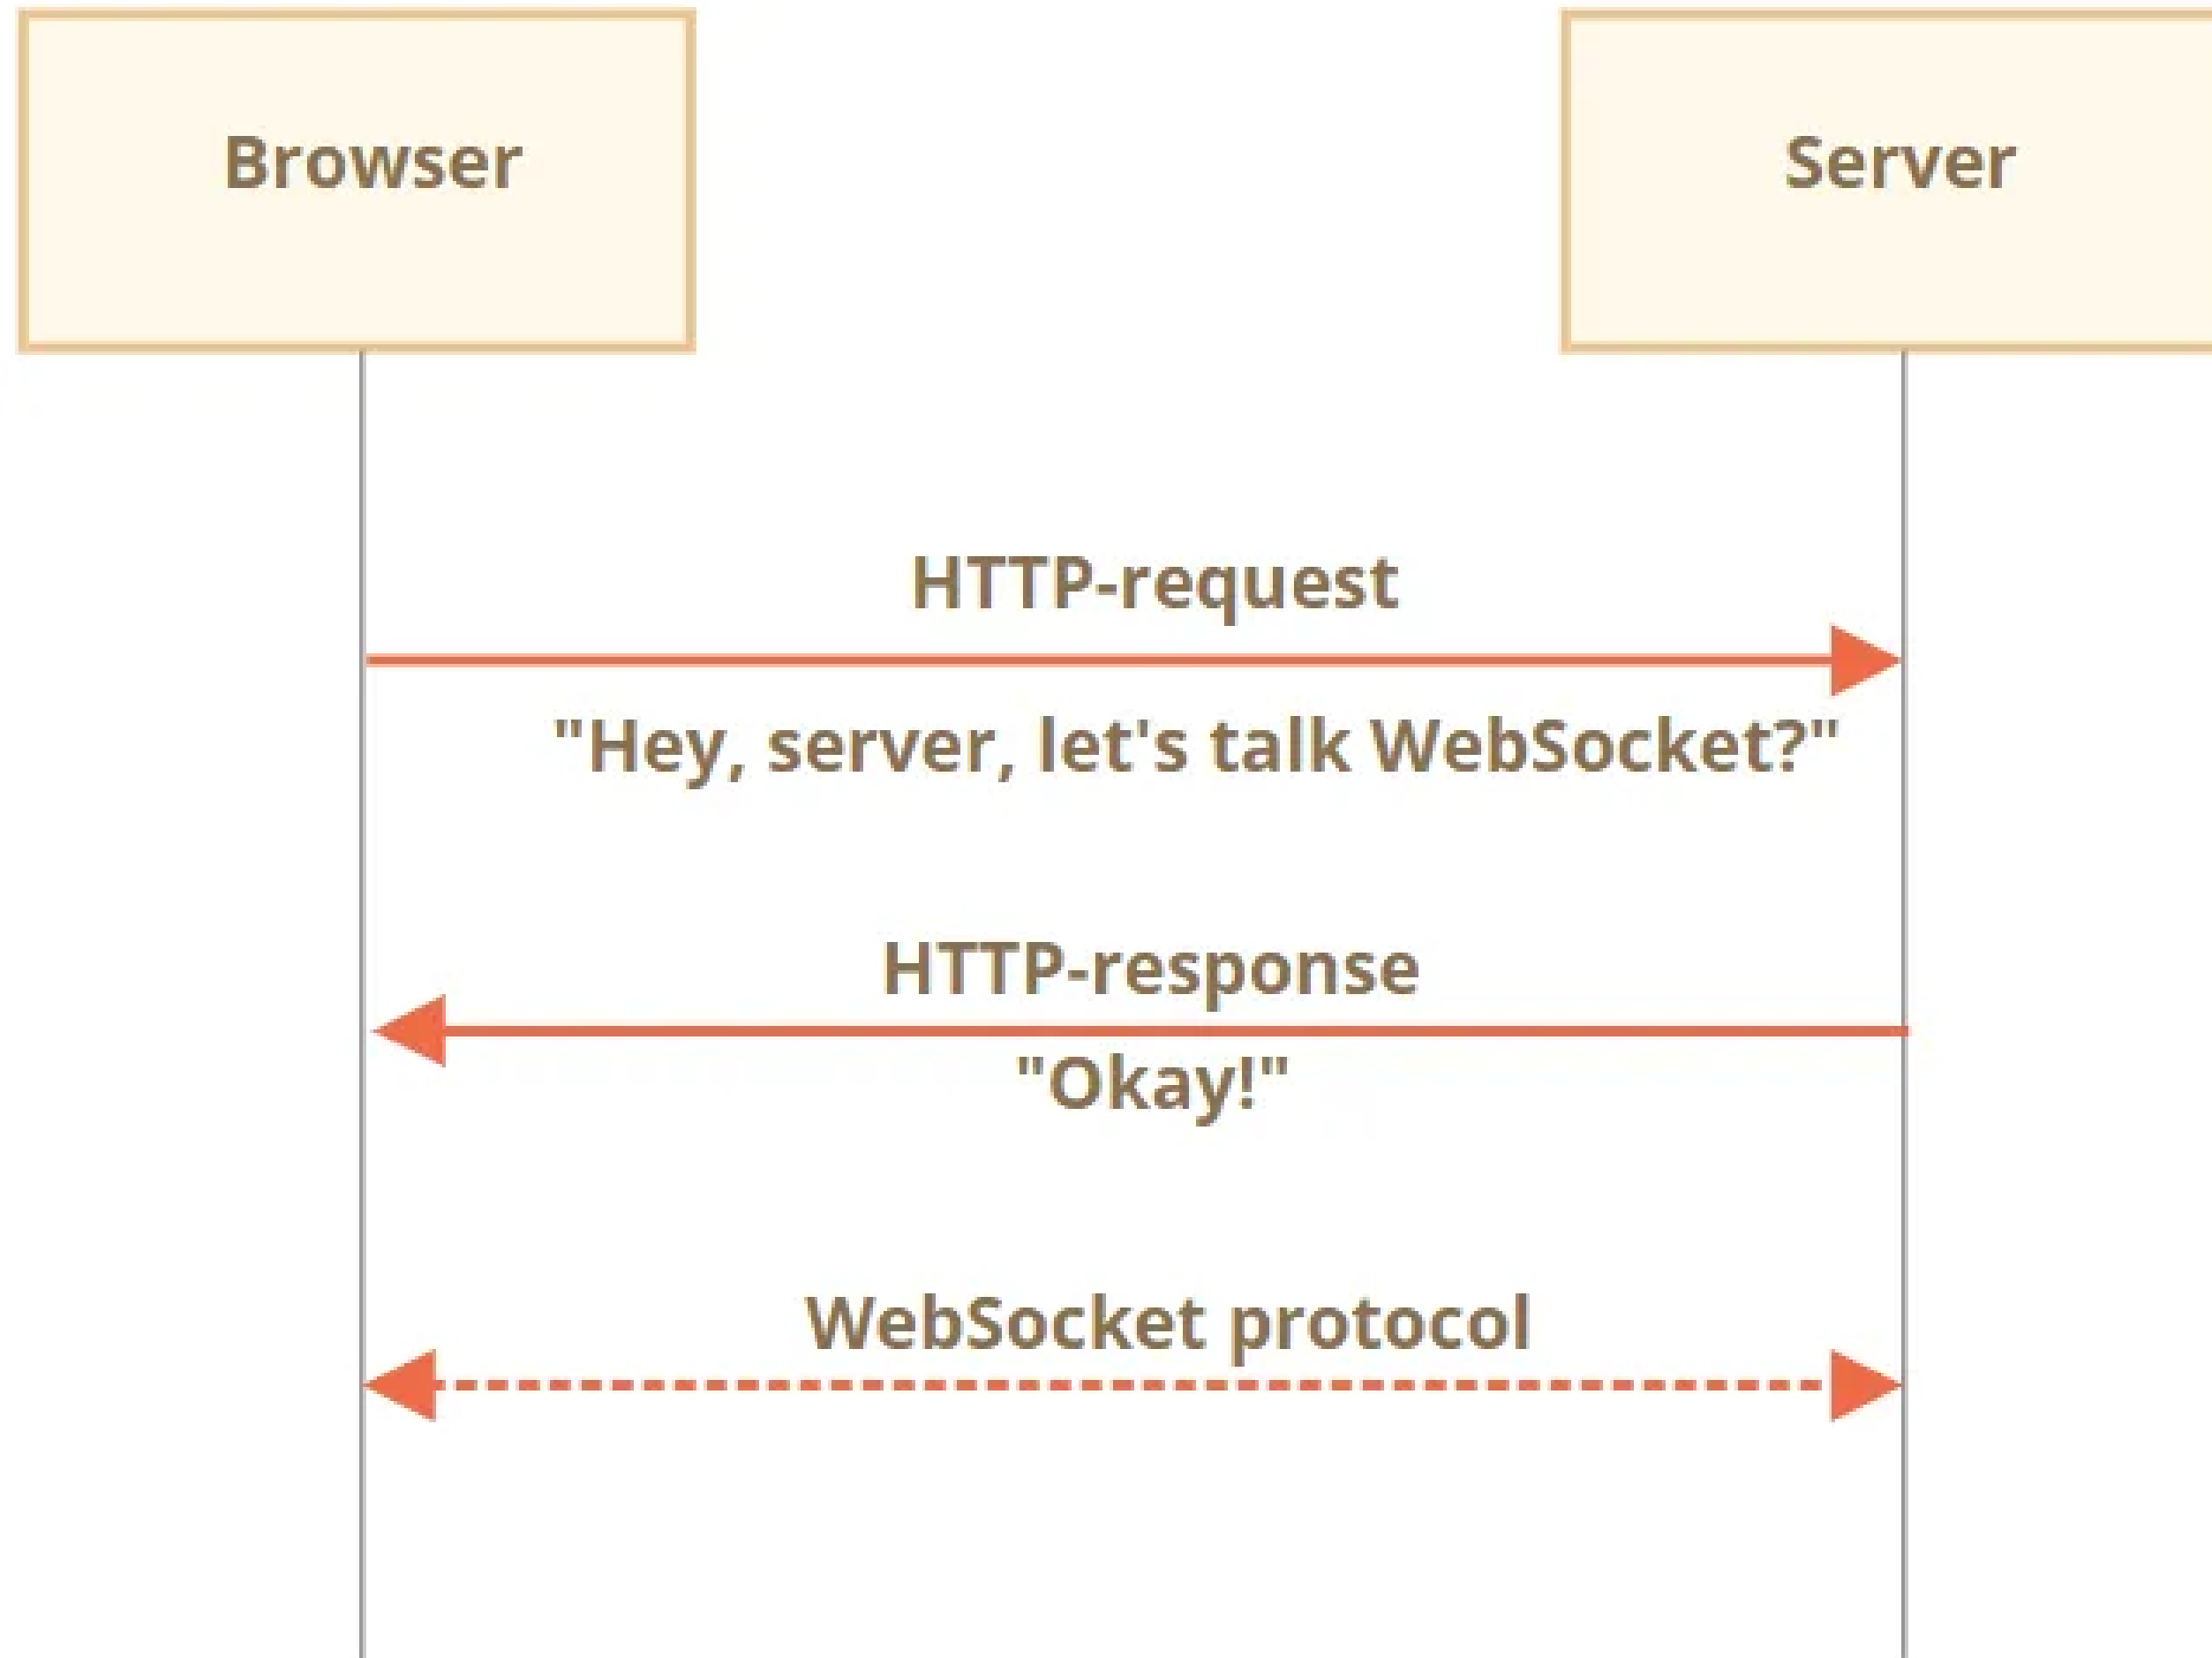 Browser
Server
HTTP-request
"Hey, server, let's talk WebSocket?"
HTTP-response
"Okay!"
WebSocket protocol